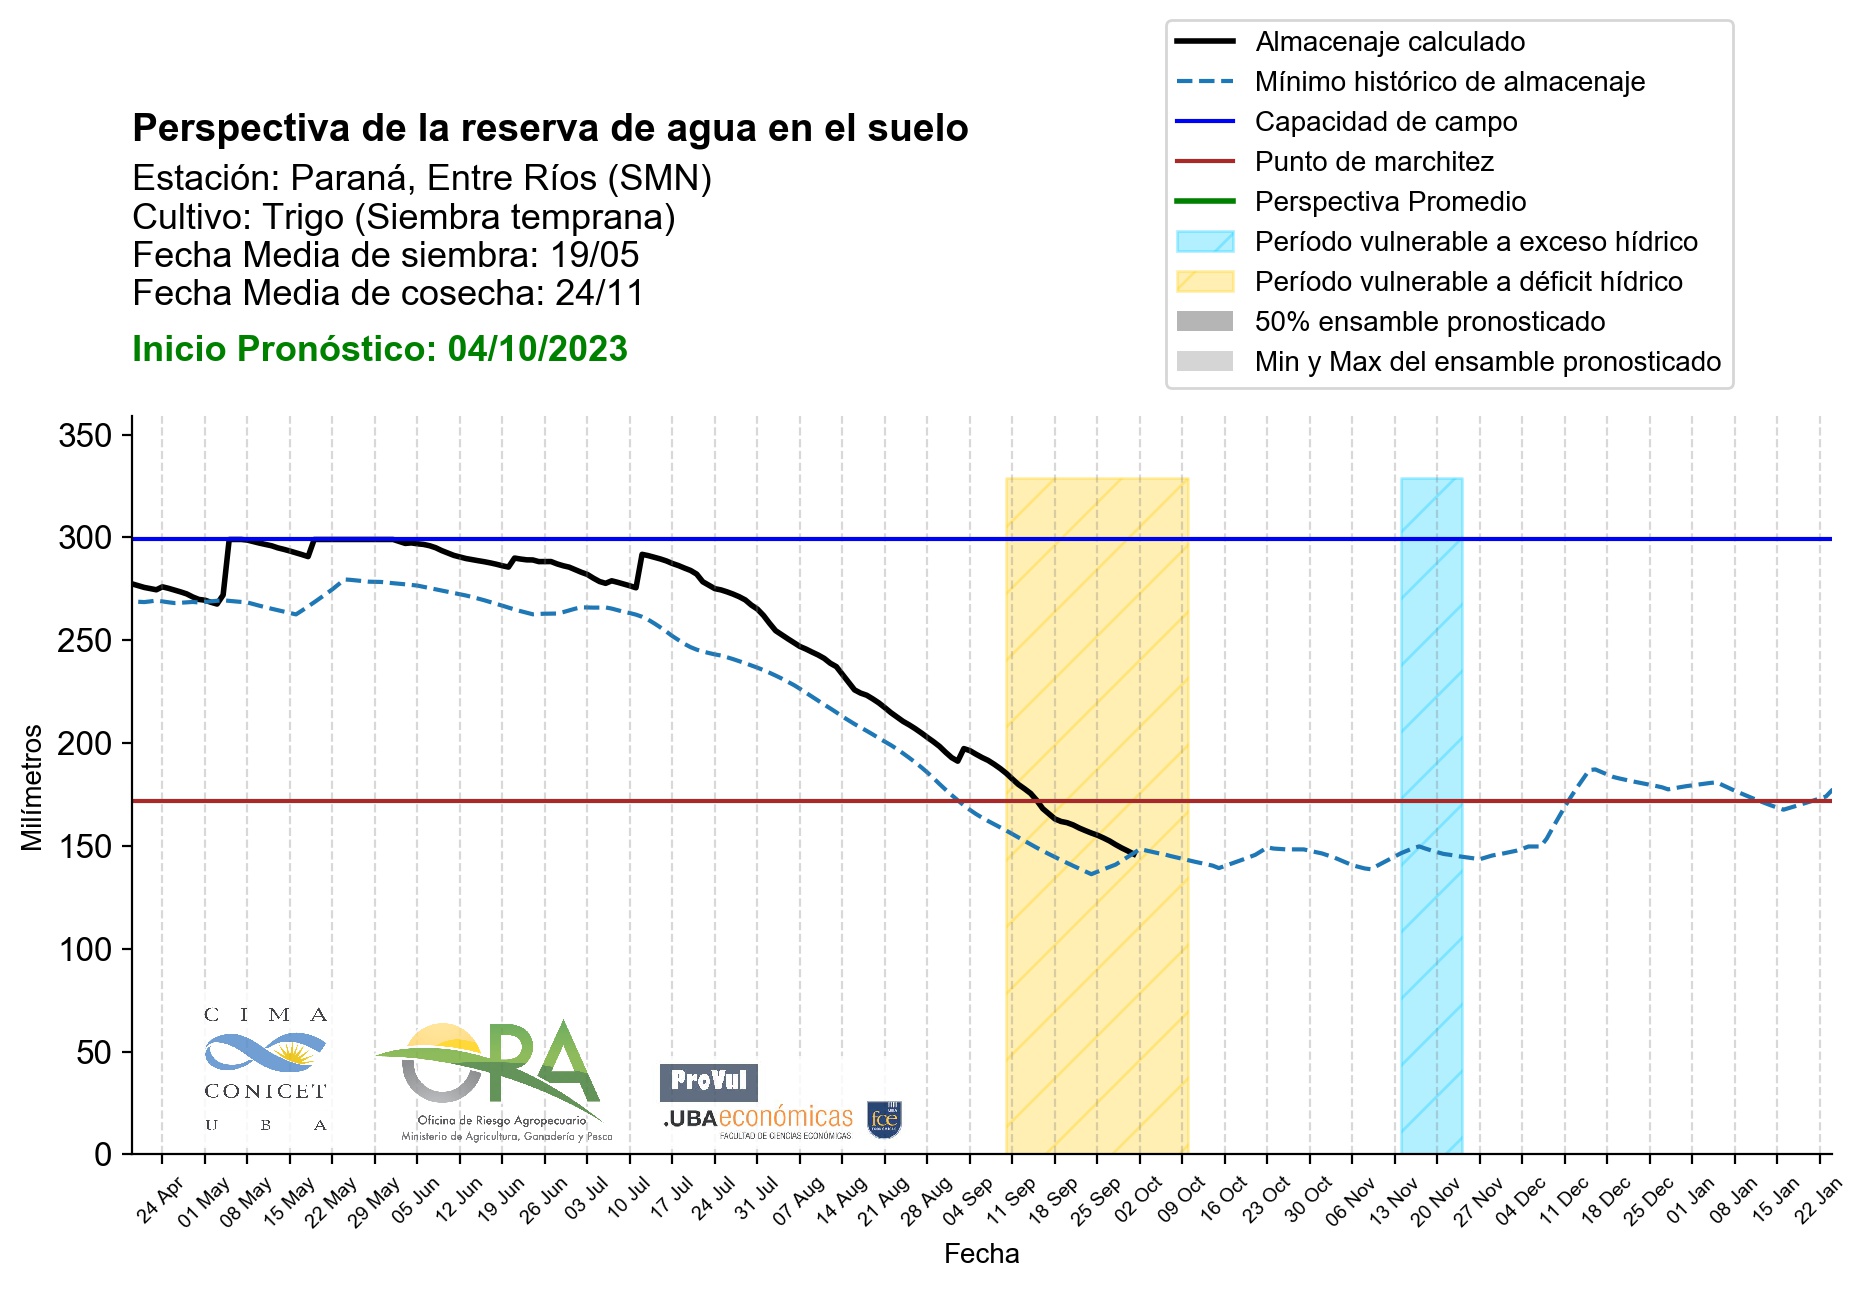 Almacenaje calculado
Mínimo histórico de almacenaje
Capacidad de campo
Punto de marchitez
Perspectiva Promedio
Período vulnerable a exceso hídrico
Período vulnerable a déficit hídrico
50% ensamble pronosticado
Min y Max del ensamble pronosticado
Perspectiva de la reserva de agua en el suelo
Estación: Paraná, Entre Ríos (SMN)
Cultivo: Trigo (Siembra temprana)
Fecha Media de siembra: 19/05
Fecha Media de cosecha: 24/11
Inicio Pronóstico: 04/10/2023
350
300
250
200
150
100
50
0
Milímetros
CIMA
CONICET
UBA
ORA
Oficina de Riesgo Agropecuario
Ministerio de Agricultura, Ganadería y Pesca
ProVul
.UBAeconómicas
FACULTAD DE CIENCIAS ECONÓMICAS
fce
24 Apr
01 May
08 May
15 May
22 May
29 May
05 Jun
12 Jun
19 Jun
26 Jun
03 Jul
10 Jul
17 Jul
24 Jul
31 Jul
07 Aug
14 Aug
21 Aug
28 Aug
04 Sep
11 Sep
18 Sep
25 Sep
02 Oct
09 Oct
16 Oct
23 Oct
30 Oct
06 Nov
13 Nov
20 Nov
27 Nov
04 Dec
11 Dec
18 Dec
25 Dec
01 Jan
08 Jan
15 Jan
22 Jan
Fecha